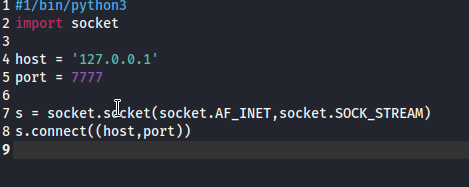 1 #1/bin/python3
2 import socket
3
4 host = '127.0.0.1'
5 port = 7777
6
7 s = socket.socket(socket.AF_INET,socket.SOCK_STREAM)
8 s.connect((host,port))
9